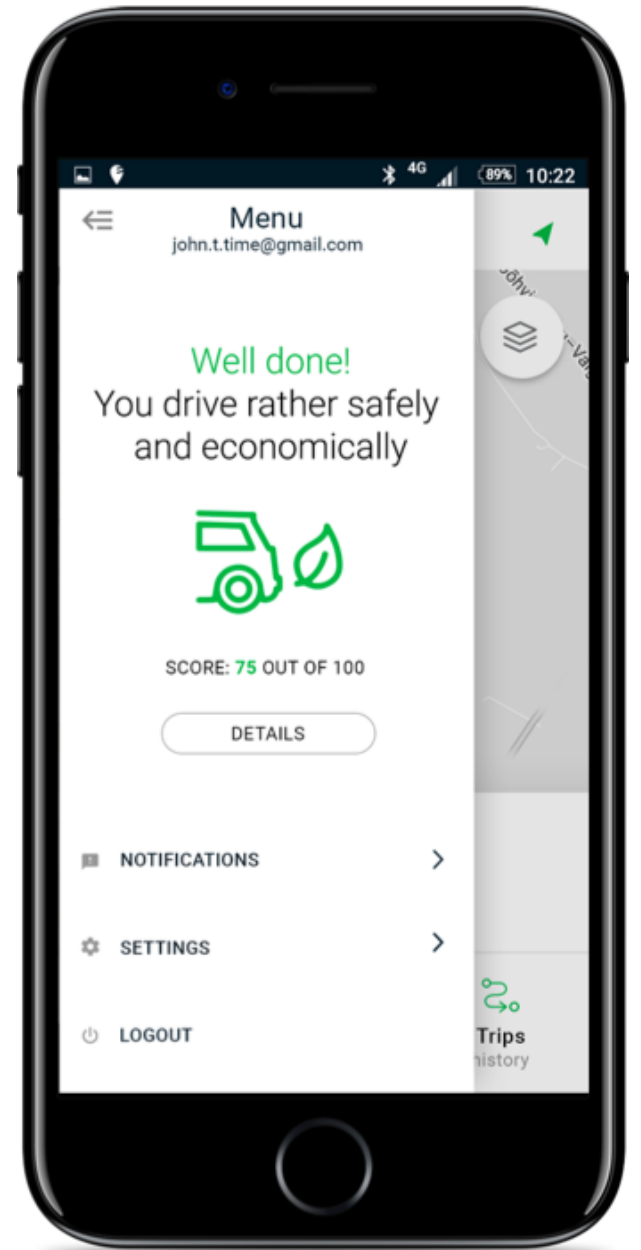 4G 89% 10:22
Menu
john.t.time@gmail.com
Well done!
You drive rather safely
and economically
SCORE: 75 OUT OF 100
DETAILS
NOTIFICATIONS
SETTINGS
LOGOUT
Trips
history